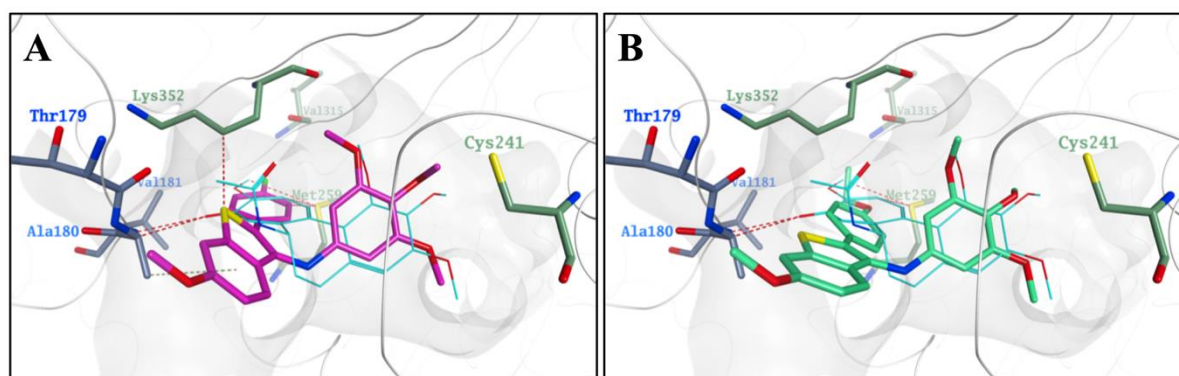 A
Lys352
Thr179
Val315
Cys241
Val181
Met259
Ala180
B
Lys352
Thr179
Val315
Cys241
Val181
Met259
Ala180